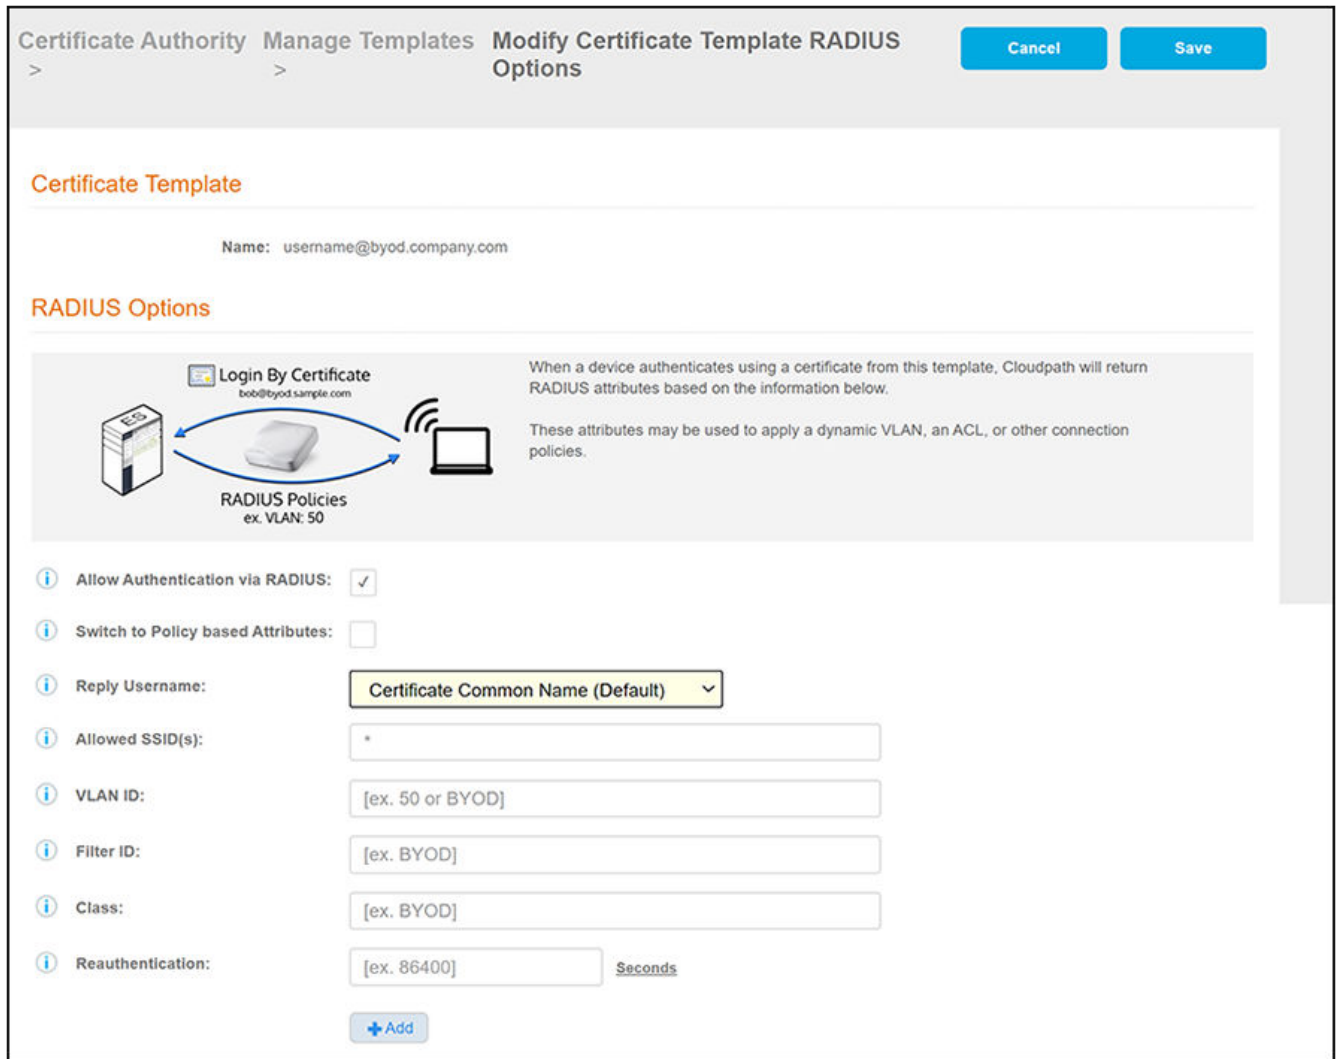 Certificate Authority Manage Templates Modify Certificate Template RADIUS
> > Options
Cancel
Save
Certificate Template
Name: username@byod.company.com
RADIUS Options
Login By Certificate
bob@byod.sample.com
ES
RADIUS Policies
ex. VLAN: 50
When a device authenticates using a certificate from this template, Cloudpath will return
RADIUS attributes based on the information below.
These attributes may be used to apply a dynamic VLAN, an ACL, or other connection
policies.
Allow Authentication via RADIUS: ✓
Switch to Policy based Attributes:
Reply Username: Certificate Common Name (Default)
Allowed SSID(s): *
VLAN ID: [ex. 50 or BYOD]
Filter ID: [ex. BYOD]
Class: [ex. BYOD]
Reauthentication: [ex. 86400] Seconds
+Add